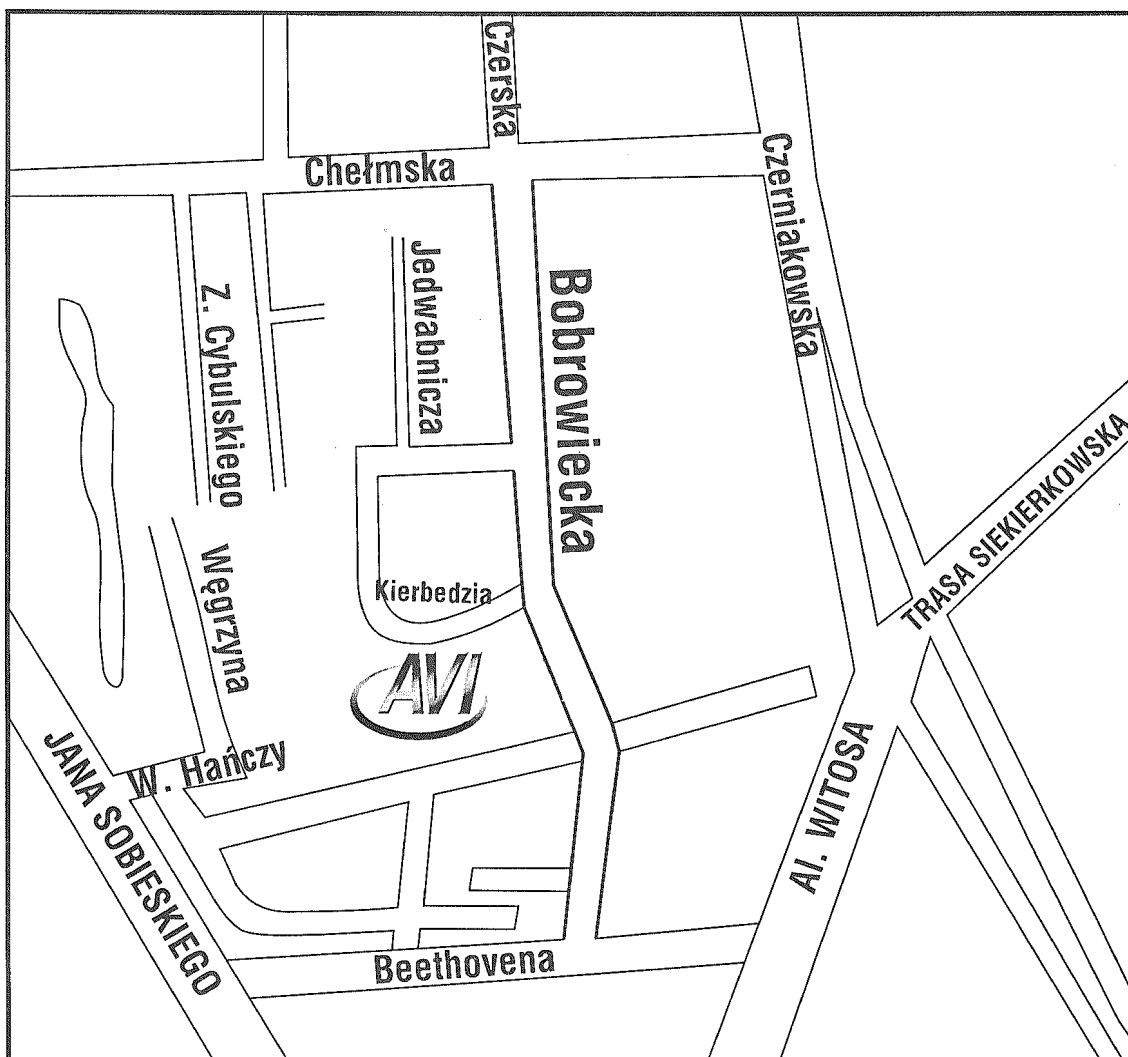 Czerska
Chełmska
Czerniakowska
Jedwabnicza
Bobrowiecka
Z. Cybulskiego
TRASA SIEKIERKOWSKA
Węgrzyna
Kierbedzia
AVI
W. Hańczy
JANA SOBIESKIEGO
Al. WITOSA
Beethovena